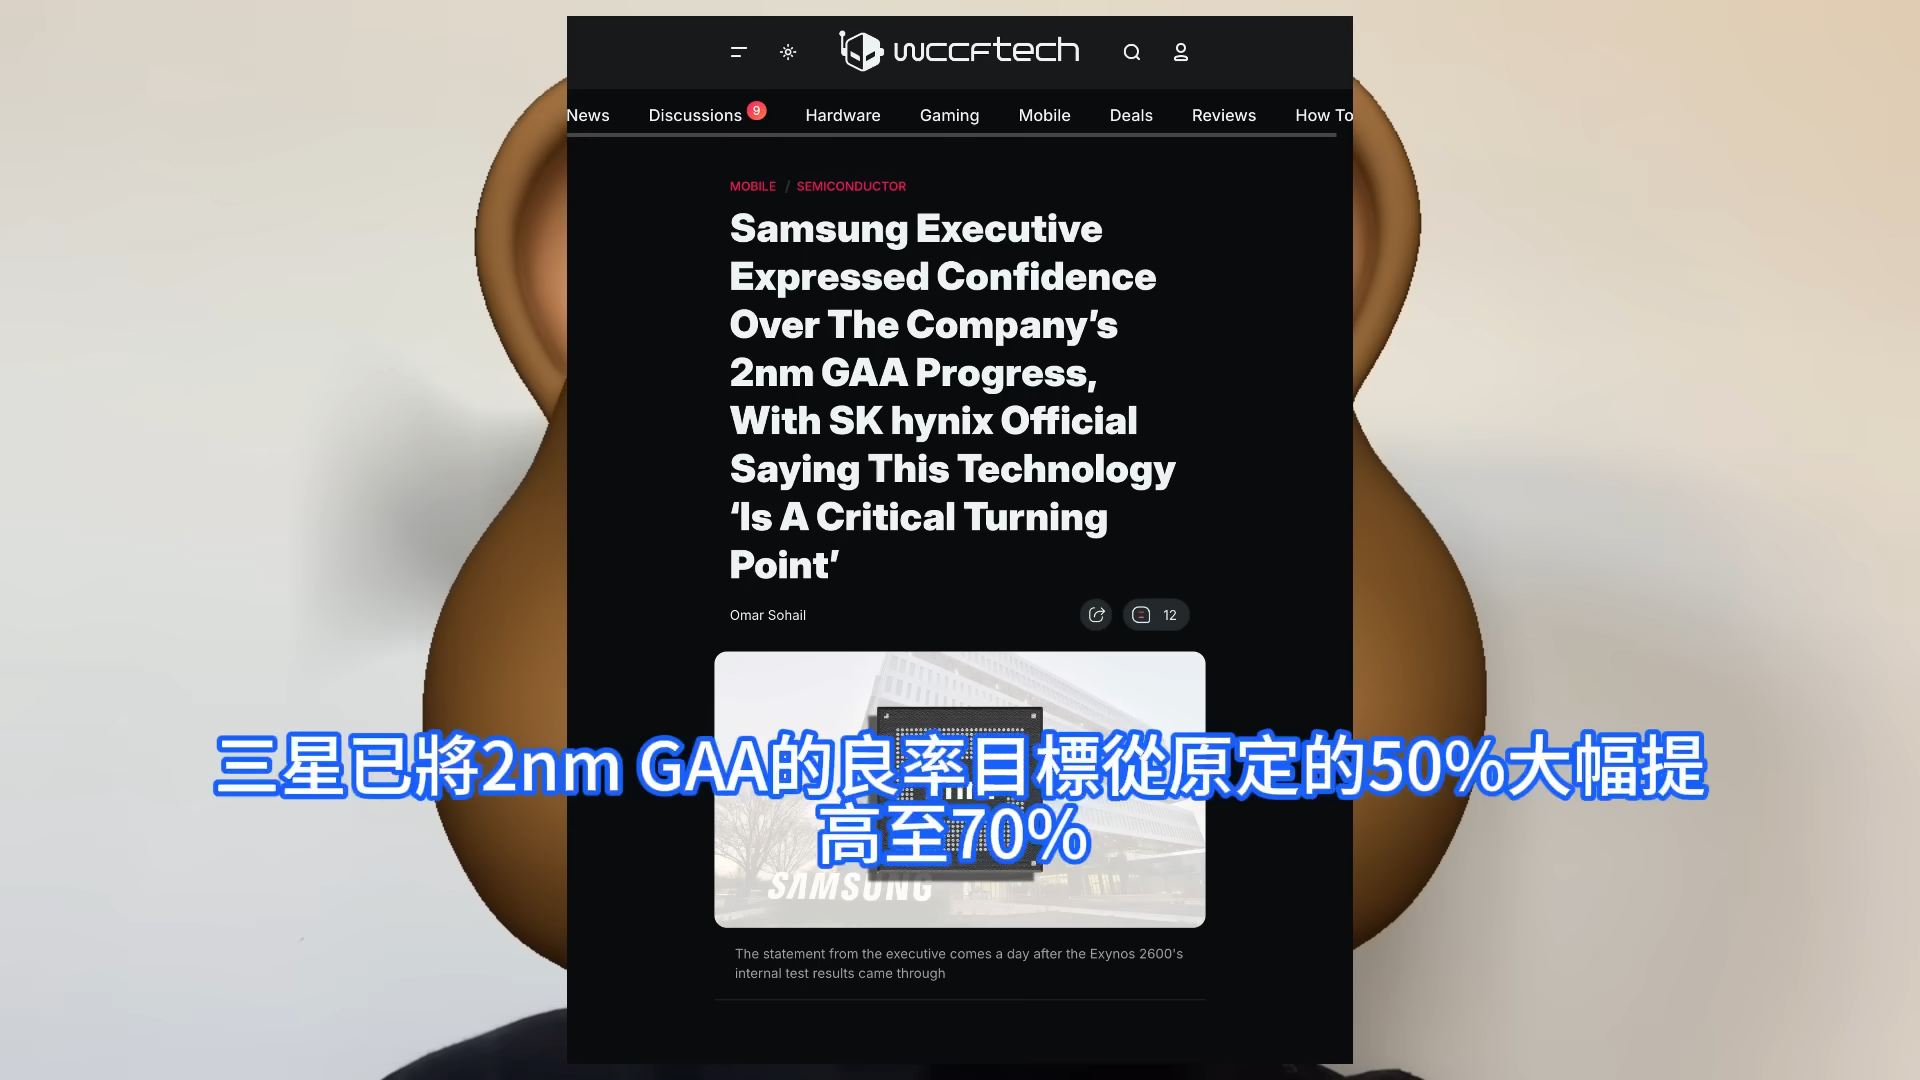 wccftech
News Discussions 9 Hardware Gaming Mobile Deals Reviews How To
MOBILE / SEMICONDUCTOR
Samsung Executive
Expressed Confidence
Over The Company’s
2nm GAA Progress,
With SK hynix Official
Saying This Technology
‘Is A Critical Turning
Point’
Omar Sohail
12
三星已將2nm GAA的良率目標從原定的50%大幅提
高至70%
SAMSUNG
The statement from the executive comes a day after the Exynos 2600's
internal test results came through